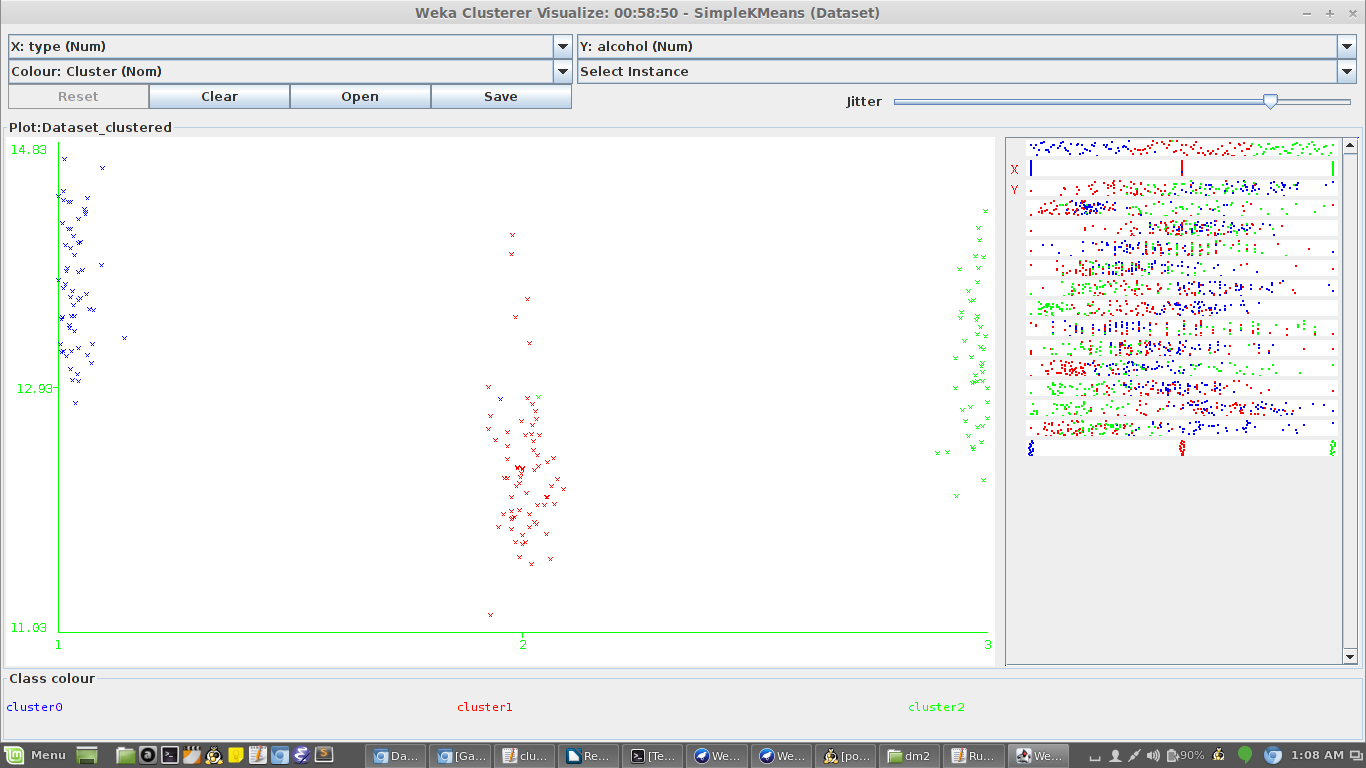 Weka Clusterer Visualize: 00:58:50 - SimpleKMeans (Dataset)
X: type (Num) Y: alcohol (Num)
Colour: Cluster (Nom) Select Instance
Reset Clear Open Save Jitter
Plot:Dataset_clustered
14.83
X
Y
12.93
11.03
1 2 3
Class colour
cluster0 cluster1 cluster2
Menu Da... [Ga... clu... Re... [Te... We... We... [po... dm2 Ru... We... 90% 1:08 AM